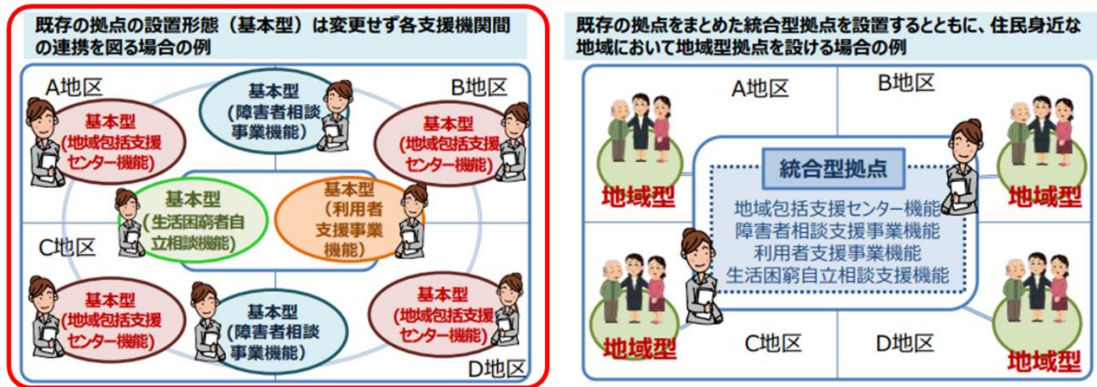 既存の拠点の設置形態（基本型）は変更せず各支援機関間
の連携を図る場合の例
A地区
B地区
基本型
(障害者相談
事業機能）
基本型
(地域包括支援
センター機能)
基本型
(地域包括支援
センター機能)
基本型
(生活困窮者自
立相談機能)
基本型
（利用者
支援事業
機能）
C地区
基本型
(地域包括支援
センター機能)
基本型
(障害者相談
事業機能）
基本型
(地域包括支援
センター機能)
D地区
既存の拠点をまとめた統合型拠点を設置するとともに、住民身近な
地域において地域型拠点を設ける場合の例
A地区
B地区
地域型
地域型
統合型拠点
地域包括支援センター機能
障害者相談支援事業機能
利用者支援事業機能
生活困窮自立相談支援機能
C地区
D地区
地域型
地域型